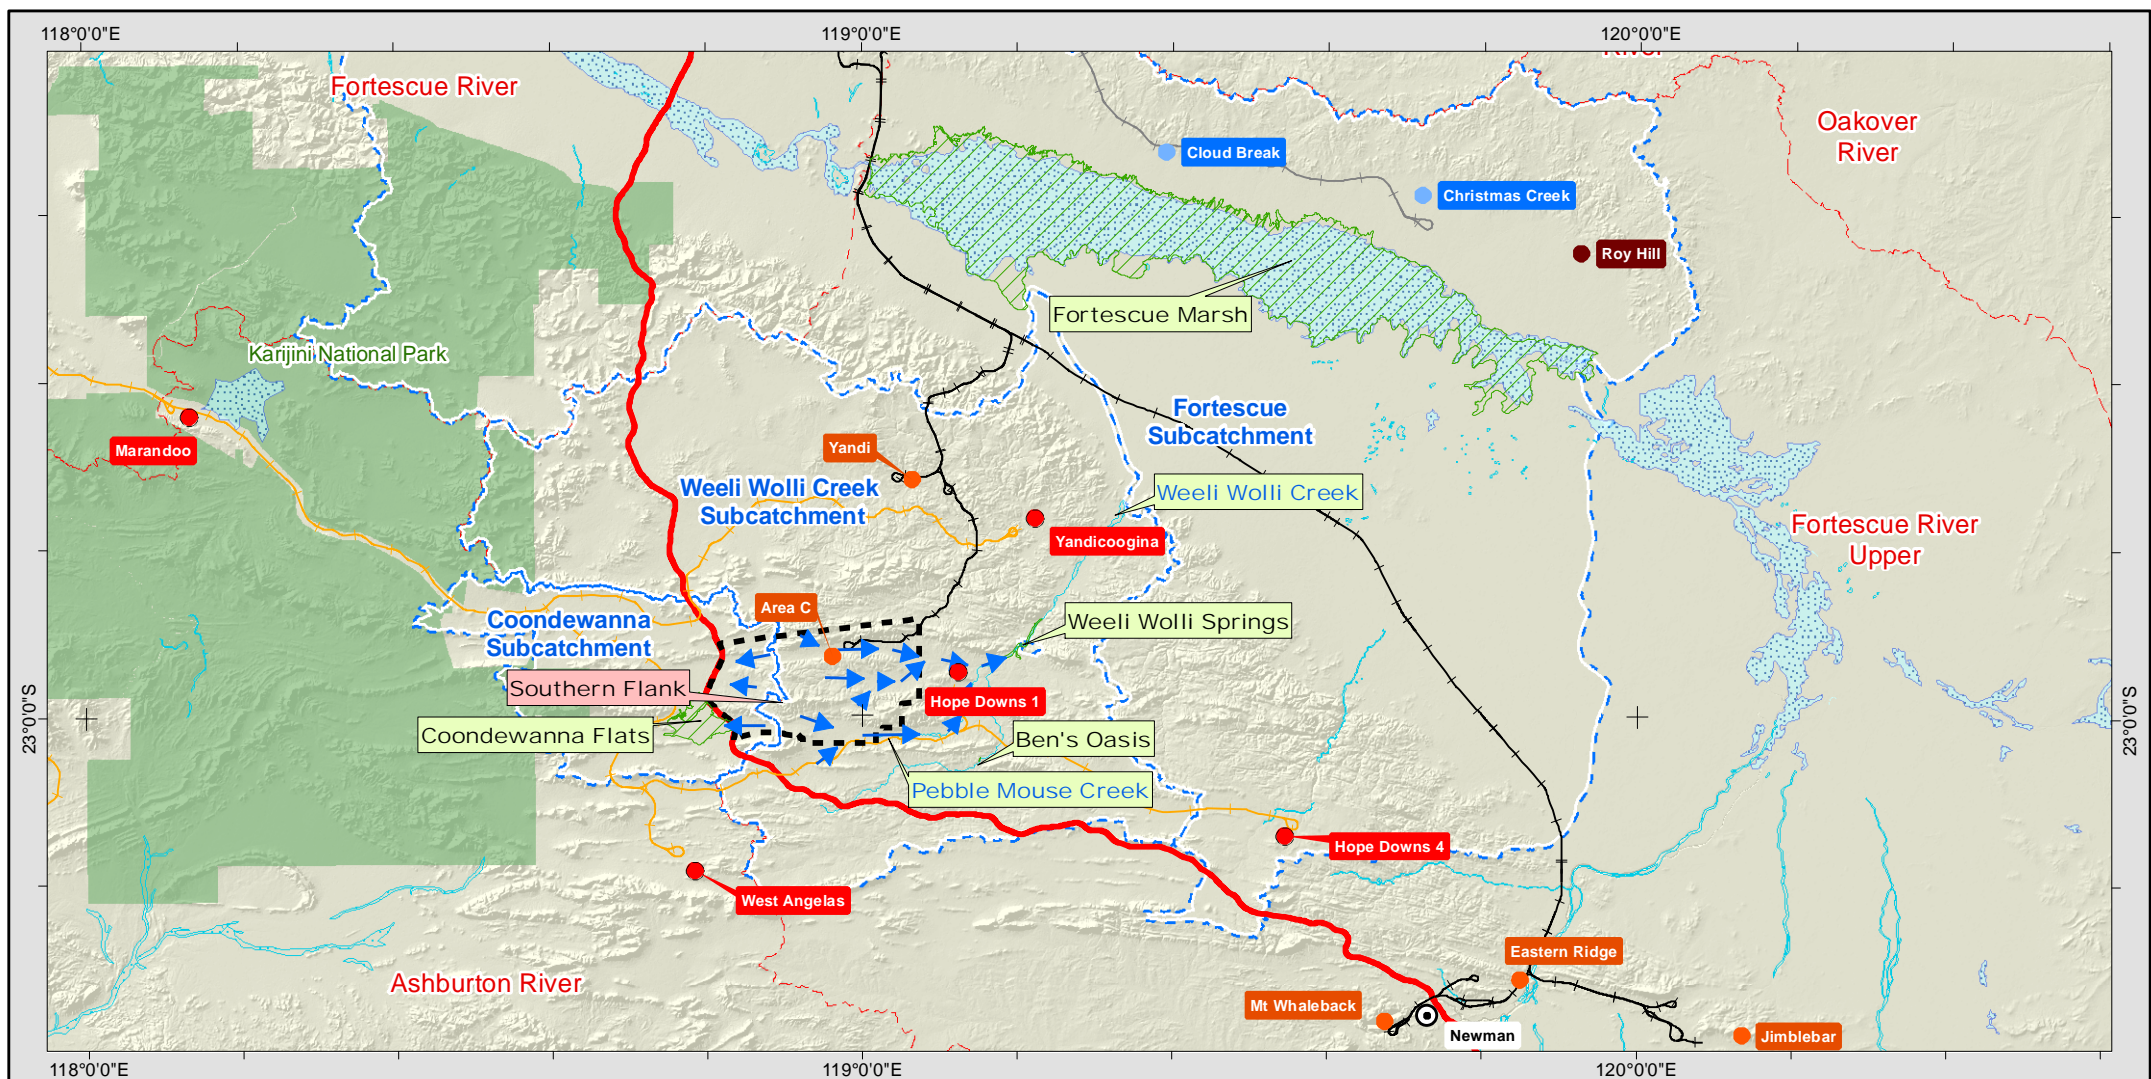 118°0'0"E
119°0'0"E
120°0'0"E
River
Fortescue River
Oakover
River
Cloud Break
Christmas Creek
Roy Hill
Fortescue Marsh
Karijini National Park
Marandoo
Fortescue
Subcatchment
Yandi
Weeli Wolli Creek
Subcatchment
Weeli Wolli Creek
Yandicoogina
Fortescue River
Upper
Area C
Coondewanna
Subcatchment
Weeli Wolli Springs
Southern Flank
Hope Downs 1
23°0'0"S
23°0'0"S
Coondewanna Flats
Ben's Oasis
Pebble Mouse Creek
Hope Downs 4
West Angelas
Eastern Ridge
Ashburton River
Mt Whaleback
Newman
Jimblebar
118°0'0"E
119°0'0"E
120°0'0"E